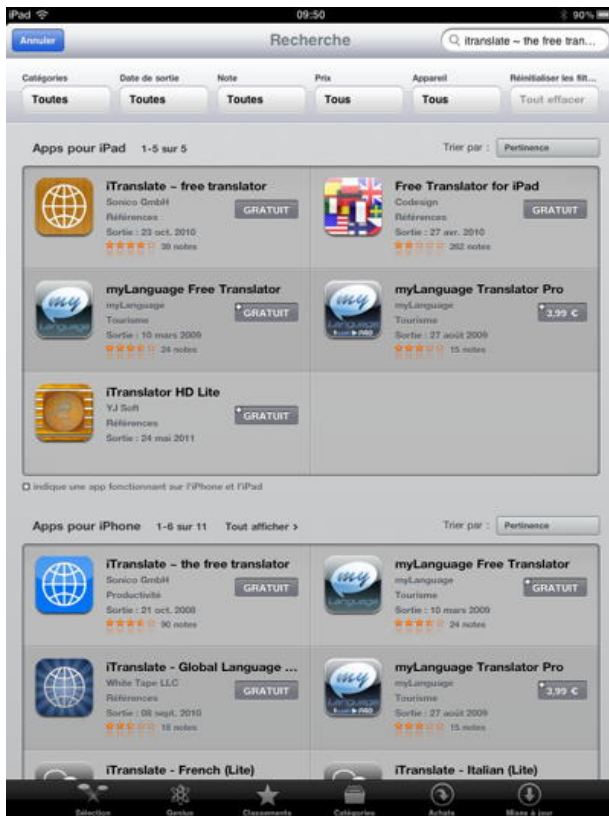 iPad 09:50 90%
Annuler Recherche itranslate ~ the free tran...
Catégories Date de sortie Note Prix Appareil Réinitialiser les filt...
Toutes Toutes Toutes Tous Tous Tout effacer
Apps pour iPad 1-5 sur 5 Trier par : Pertinence
iTranslate ~ free translator
Sonico GmbH
Références
GRATUIT
Sortie : 23 oct. 2010
39 notes
Free Translator for iPad
Codesign
Références
GRATUIT
Sortie : 27 avr. 2010
262 notes
myLanguage Free Translator
myLanguage
Tourisme
GRATUIT
Sortie : 10 mars 2009
24 notes
myLanguage Translator Pro
myLanguage
Tourisme
3,99 €
Sortie : 27 août 2009
15 notes
iTranslator HD Lite
YJ Soft
Références
GRATUIT
Sortie : 24 mai 2011
indique une app fonctionnant sur l'iPhone et l'iPad
Apps pour iPhone 1-6 sur 11 Tout afficher > Trier par : Pertinence
iTranslate ~ the free translator
Sonico GmbH
Productivité
GRATUIT
Sortie : 21 oct. 2008
90 notes
myLanguage Free Translator
myLanguage
Tourisme
GRATUIT
Sortie : 10 mars 2009
24 notes
iTranslate - Global Language ...
White Tape LLC
Références
GRATUIT
Sortie : 08 sept. 2010
18 notes
myLanguage Translator Pro
myLanguage
Tourisme
3,99 €
Sortie : 27 août 2009
15 notes
iTranslate - French (Lite)
iTranslate - Italian (Lite)
Sélection Genius Classements Catégories Achats Mises à jour